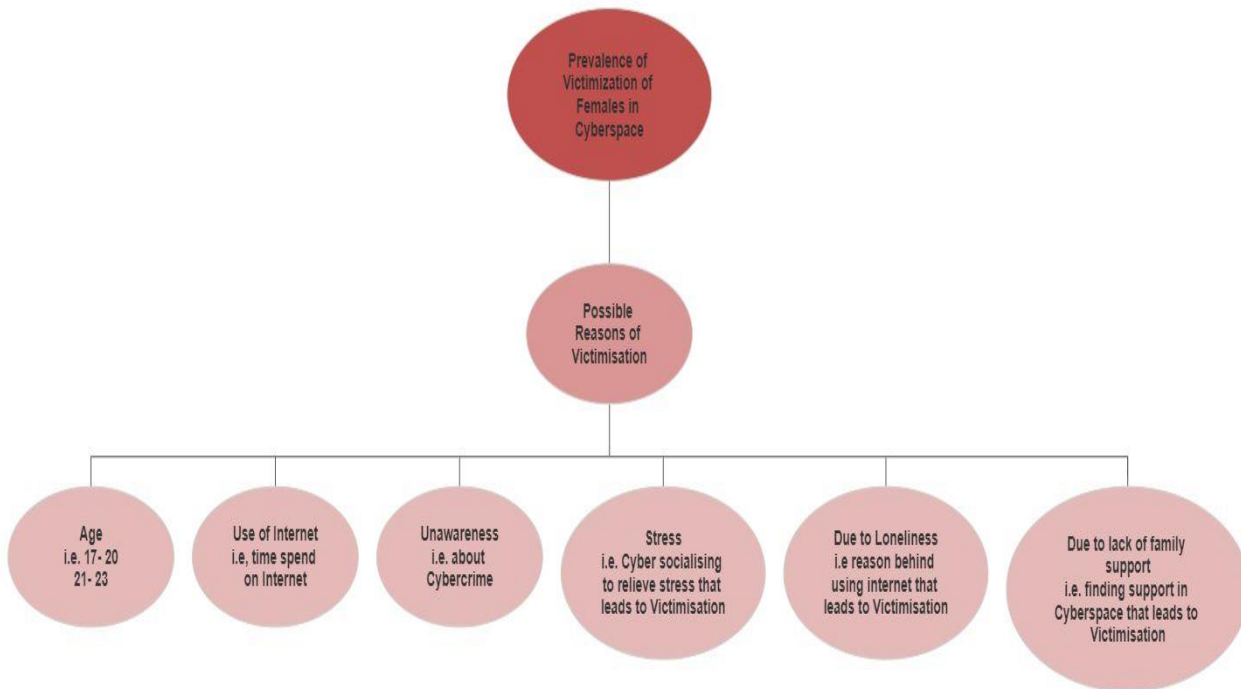 Prevalence of
Victimization of
Females in
Cyberspace
Possible
Reasons of
Victimisation
Age
i.e. 17- 20
21- 23
Use of Internet
i.e, time spend
on Internet
Unawareness
i.e. about
Cybercrime
Stress
i.e. Cyber socialising
to relieve stress that
leads to Victimisation
Due to Loneliness
i.e reason behind
using internet that
leads to Victimisation
Due to lack of family
support
i.e. finding support in
Cyberspace that leads to
Victimisation